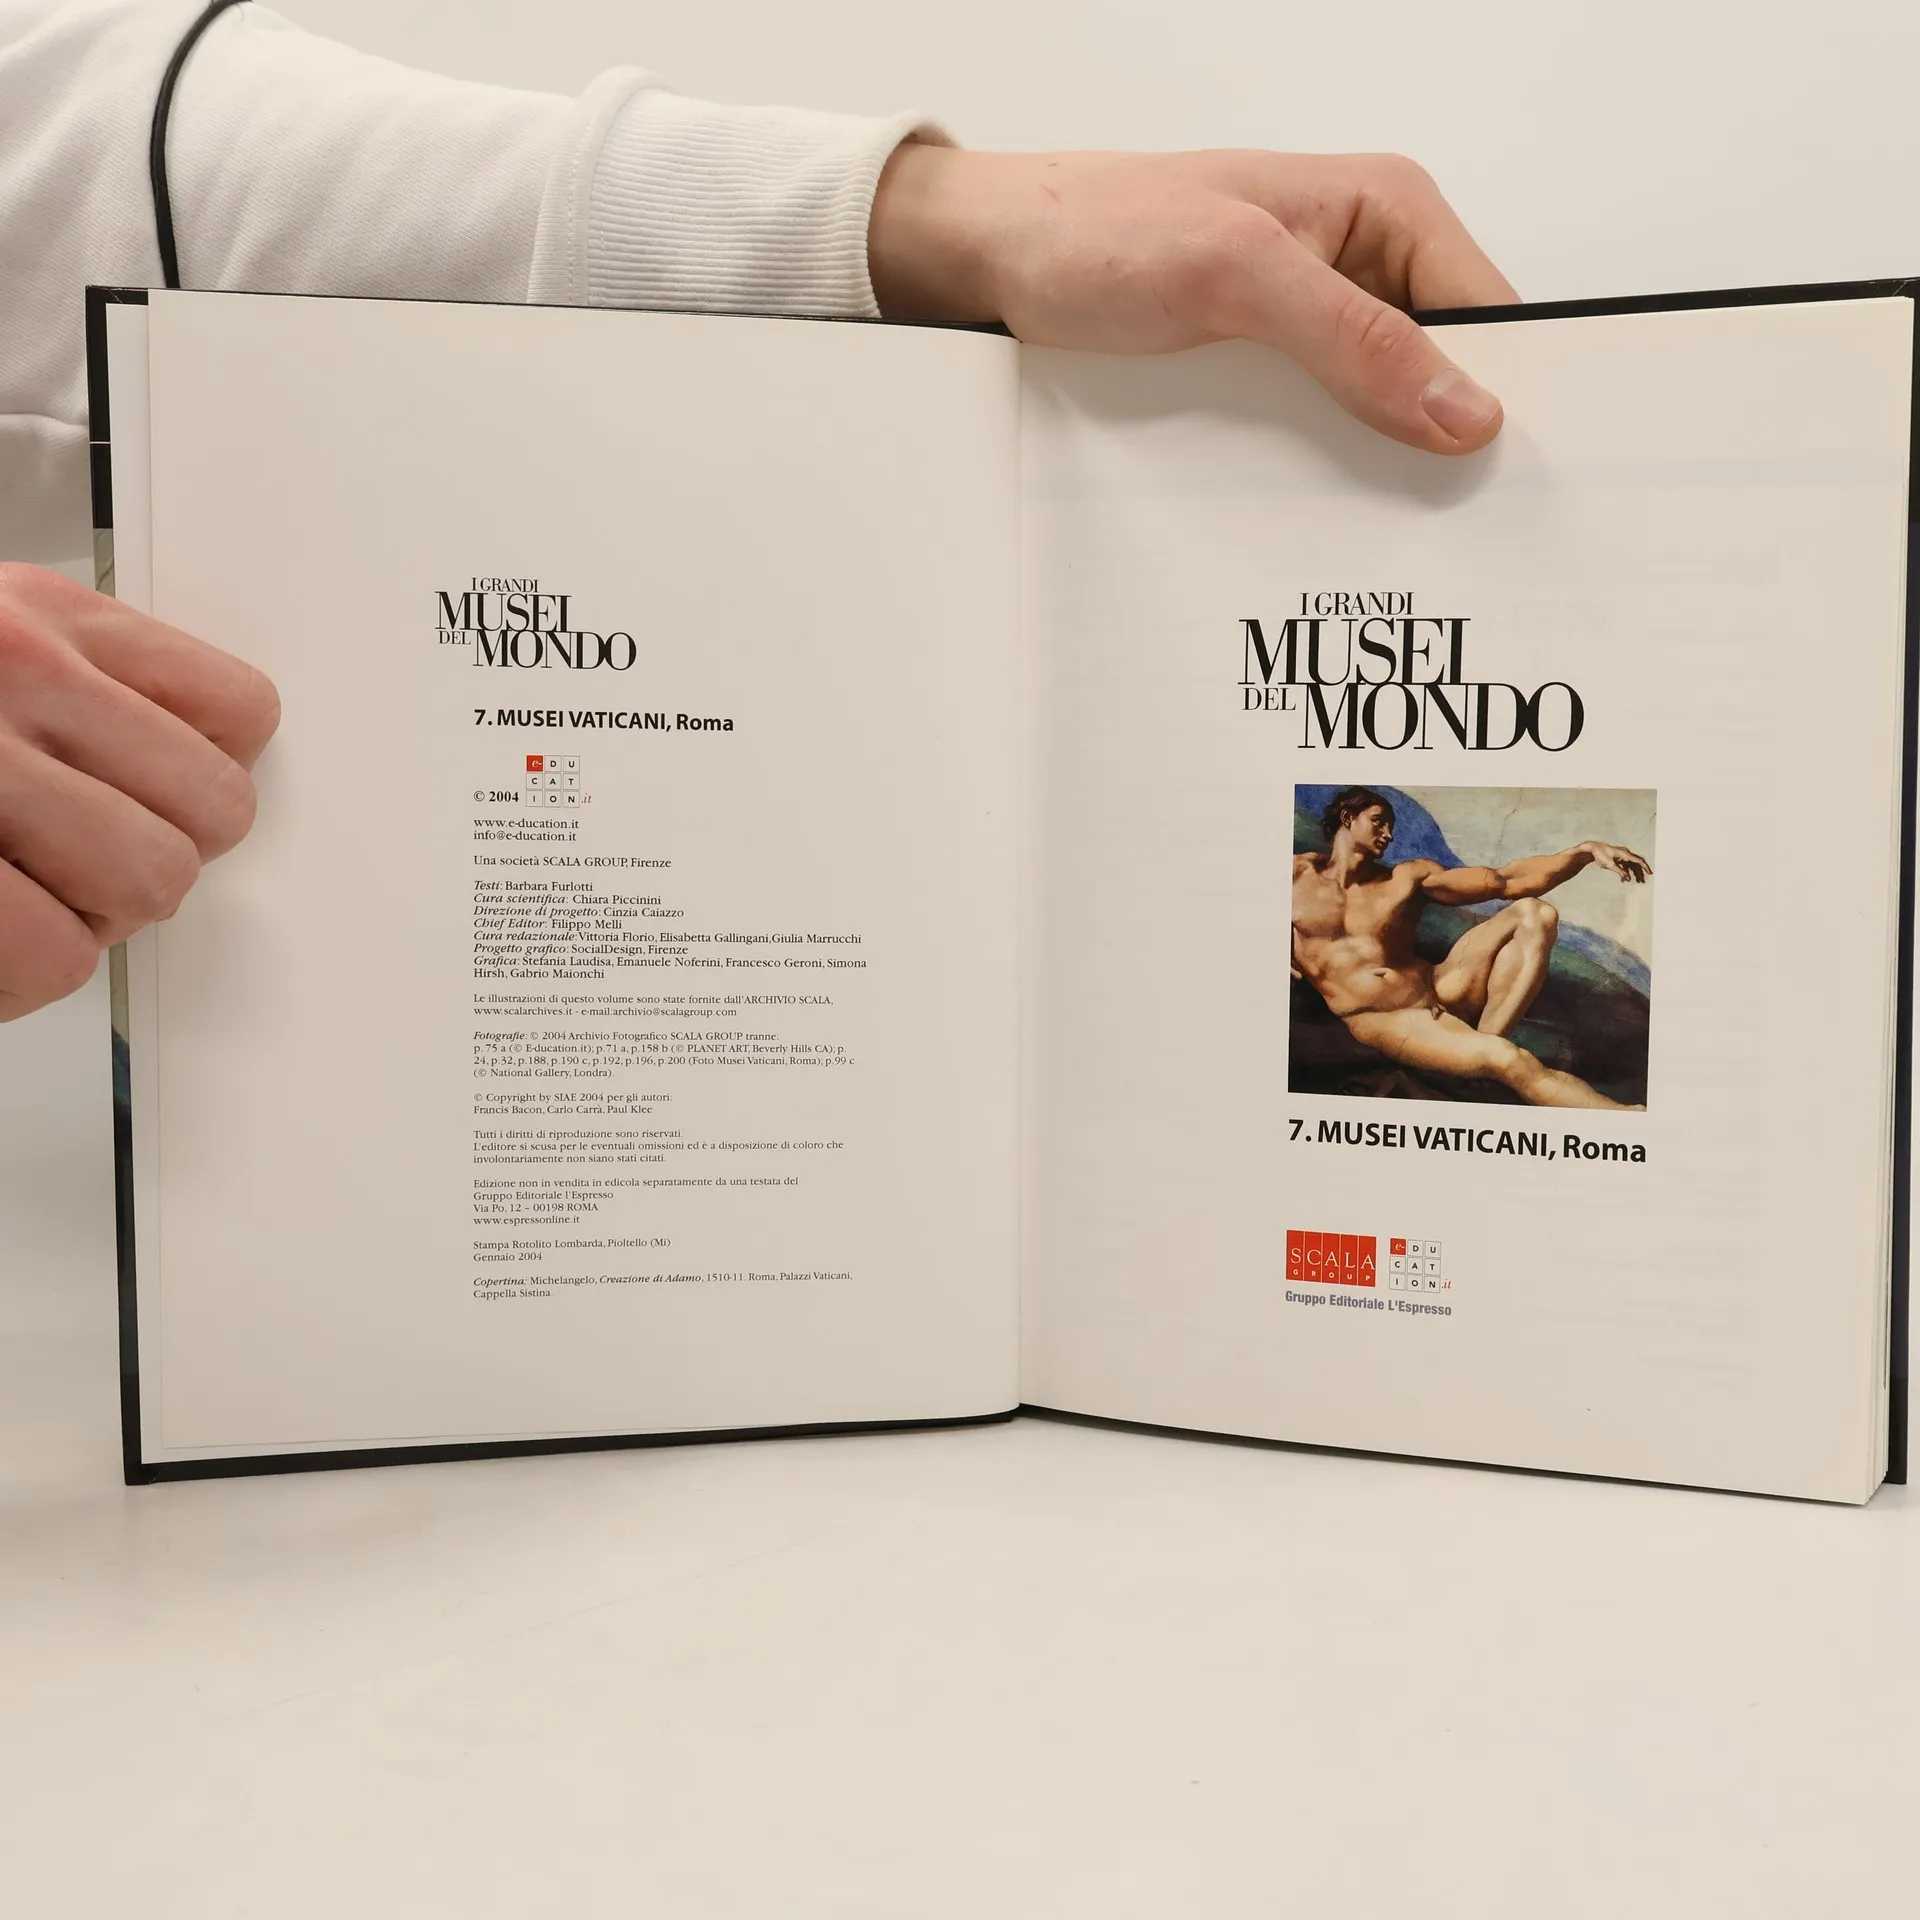 I GRANDI
MUSEI
DEL MONDO
7. MUSEI VATICANI, Roma
© 2004 e-DUCATION.it
www.e-ducation.it
info@e-ducation.it
Una società SCALA GROUP, Firenze
Testi: Barbara Furlotti
Cura scientifica: Chiara Piccinini
Direzione di progetto: Cinzia Caiazzo
Chief Editor: Filippo Melli
Cura redazionale: Vittoria Florio, Elisabetta Gallingani, Giulia Marrucchi
Progetto grafico: SocialDesign, Firenze
Grafica: Stefania Laudisa, Emanuele Noferini, Francesco Geroni, Simona
Hirsh, Gabrio Maionchi
Le illustrazioni di questo volume sono state fornite dall'ARCHIVIO SCALA,
www.scalarchives.it - e-mail:archivio@scalagroup.com
Fotografie: © 2004 Archivio Fotografico SCALA GROUP tranne:
p. 75 a (© E-ducation.it); p. 71 a, p. 158 b (© PLANET ART, Beverly Hills CA); p.
24, p. 32, p. 188, p. 190 c, p. 192, p. 196, p. 200 (Foto Musei Vaticani, Roma); p. 99 c
(© National Gallery, Londra).
© Copyright by SIAE 2004 per gli autori:
Francis Bacon, Carlo Carrà, Paul Klee
Tutti i diritti di riproduzione sono riservati.
L'editore si scusa per le eventuali omissioni ed è a disposizione di coloro che
involontariamente non siano stati citati.
Edizione non in vendita in edicola separatamente da una testata del
Gruppo Editoriale l'Espresso
Via Po, 12 – 00198 ROMA
www.espressonline.it
Stampa Rotolito Lombarda, Pioltello (Mi)
Gennaio 2004
Copertina: Michelangelo, Creazione di Adamo, 1510-11. Roma, Palazzi Vaticani,
Cappella Sistina.
I GRANDI
MUSEI
DEL MONDO
7. MUSEI VATICANI, Roma
SCALA
GROUP
e-DUCATION.it
Gruppo Editoriale L'Espresso